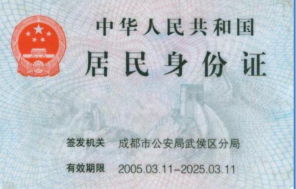 中华人民共和国
居民身份证
签发机关 成都市公安局武侯区分局
有效期限 2005.03.11-2025.03.11